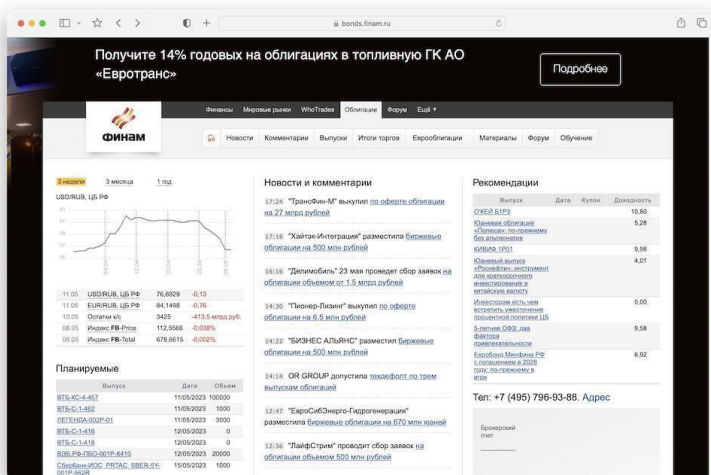 bonds.finam.ru
Получите 14% годовых на облигациях в топливную ГК АО
«Евротранс»
Подробнее
Финансы Мировые рынки WhoTrades Облигации Форум Ещё
ФИНАМ
Новости Комментарии Выпуски Итоги торгов Еврооблигации Материалы Форум Обучение
3 недели 3 месяца 1 год
USD/RUB, ЦБ РФ
11.05 USD/RUB, ЦБ РФ 76,6929 -0,13
11.05 EUR/RUB, ЦБ РФ 84,1498 -0,76
10.05 Остатки к/с 3425 -413,5 млрд руб.
08.05 Индекс FB-Price 112,5566 -0,038%
08.05 Индекс FB-Total 678,6615 -0,002%
Планируемые
Выпуск Дата Объем
ВТБ-КС-4-457 11/05/2023 100000
ВТБ-С-1-462 11/05/2023 1000
ЛЕГЕНДА-002P-01 11/05/2023 3000
ВТБ-С-1-416 12/05/2023 0
ВТБ-С-1-418 12/05/2023 0
ВЭБ.РФ-ПБО-001Р-К410 12/05/2023 20000
Сбербанк-ИОС_PRTAC_SBER-5Y- 15/05/2023 1000
001P-562R
Новости и комментарии
17:24 "ТрансФин-М" выкупил по оферте облигации
на 27 млрд рублей
17:16 "Хайтэк-Интеграция" разместила биржевые
облигации на 500 млн рублей
16:16 "Делимобиль" 23 мая проведет сбор заявок на
облигации объемом от 1.5 млрд рублей
14:30 "Пионер-Лизинг" выкупил по оферте
облигации на 6.5 млн рублей
14:22 "БИЗНЕС АЛЬЯНС" разместил биржевые
облигации на 500 млн рублей
14:14 OR GROUP допустила техдефолт по трем
выпускам облигаций
12:47 "ЕвроСибЭнерго-Гидрогенерация"
разместила биржевые облигации на 670 млн юаней
12:36 "ЛайфСтрим" проводит сбор заявок на
облигации объемом 500 млн рублей
Рекомендации
Выпуск Дата Купон Доходность
О'КЕЙ Б1Р3 10,80
Юаневая облигация 5,28
«Полюса»: по-прежнему
без альтернатив
КИВИФ 1P01 9,98
Юаневый выпуск 4,01
«Роснефти»: инструмент
для краткосрочного
инвестирования в
китайскую валюту
Инвесторам есть чем 0,00
встретить ужесточение
процентной политики ЦБ
5-летние ОФЗ: два 9,58
фактора
привлекательности
Евробонд Минфина РФ 6,92
с погашением в 2028
году: по-прежнему в
игре
Тел: +7 (495) 796-93-88. Адрес
Брокерский
счет